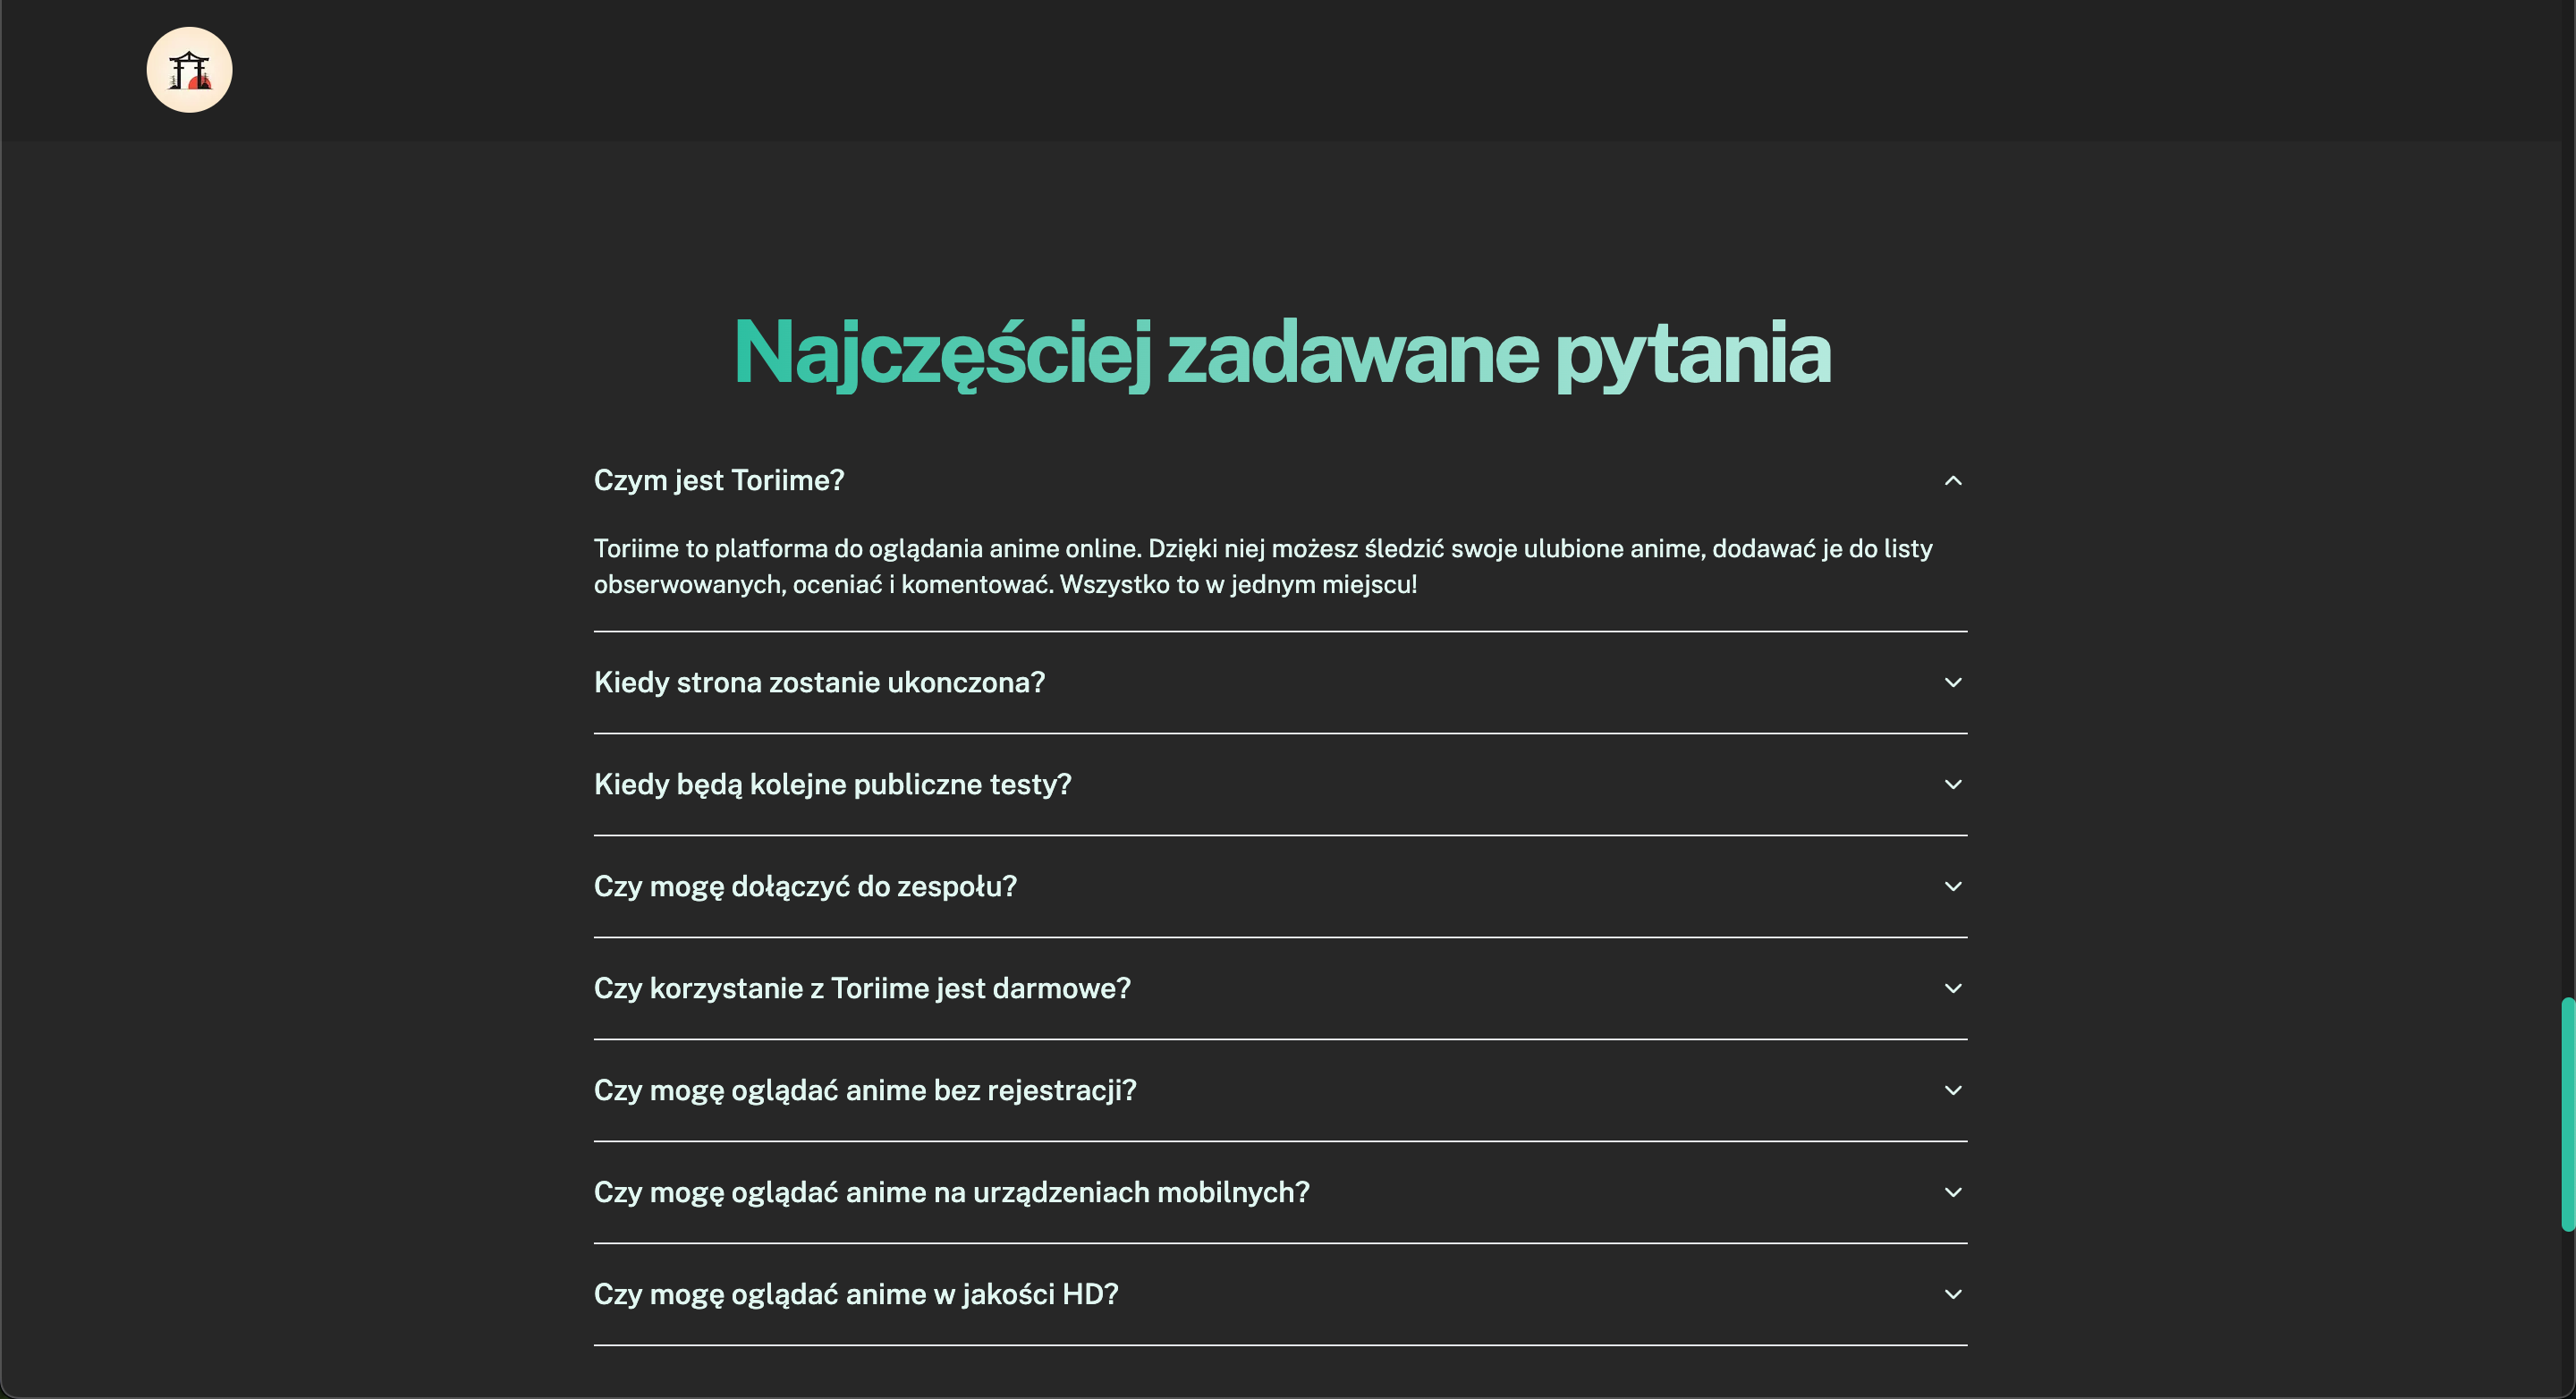 Najczęściej zadawane pytania
Czym jest Toriime?
Toriime to platforma do oglądania anime online. Dzięki niej możesz śledzić swoje ulubione anime, dodawać je do listy
obserwowanych, oceniać i komentować. Wszystko to w jednym miejscu!
Kiedy strona zostanie ukonczona?
Kiedy będą kolejne publiczne testy?
Czy mogę dołączyć do zespołu?
Czy korzystanie z Toriime jest darmowe?
Czy mogę oglądać anime bez rejestracji?
Czy mogę oglądać anime na urządzeniach mobilnych?
Czy mogę oglądać anime w jakości HD?